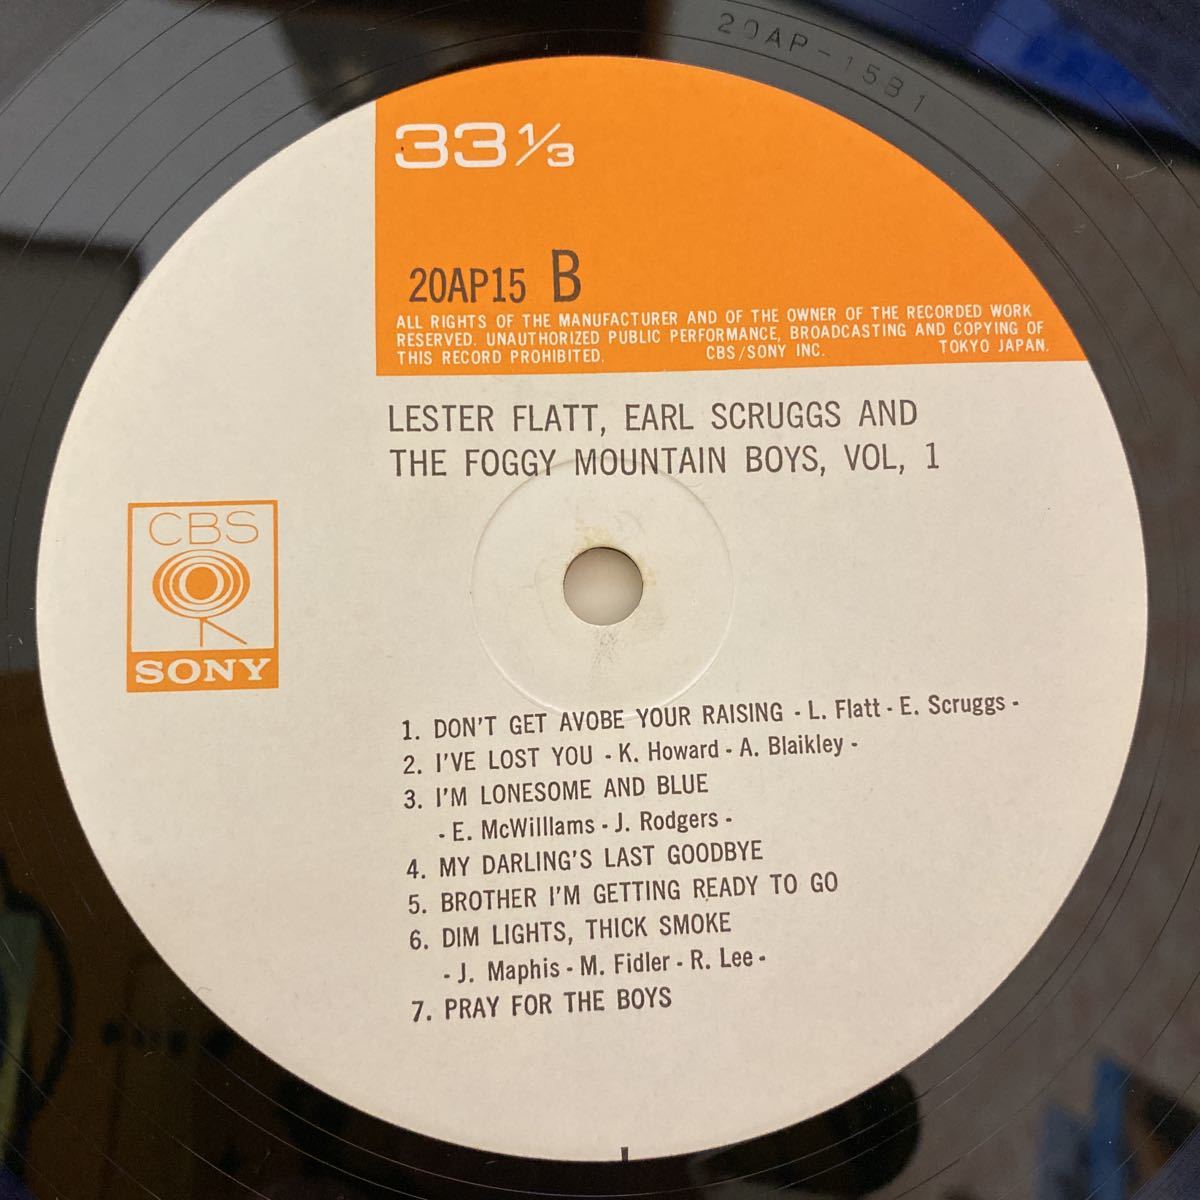 20AP-15B1
33 1/3
20AP15 B
ALL RIGHTS OF THE MANUFACTURER AND OF THE OWNER OF THE RECORDED WORK
RESERVED. UNAUTHORIZED PUBLIC PERFORMANCE, BROADCASTING AND COPYING OF
THIS RECORD PROHIBITED. CBS/SONY INC. TOKYO JAPAN.
LESTER FLATT, EARL SCRUGGS AND
THE FOGGY MOUNTAIN BOYS, VOL, 1
CBS
SONY
1. DON'T GET AVOBE YOUR RAISING - L. Flatt - E. Scruggs -
2. I'VE LOST YOU - K. Howard - A. Blaikley -
3. I'M LONESOME AND BLUE
- E. McWilllams - J. Rodgers -
4. MY DARLING'S LAST GOODBYE
5. BROTHER I'M GETTING READY TO GO
6. DIM LIGHTS, THICK SMOKE
- J. Maphis - M. Fidler - R. Lee -
7. PRAY FOR THE BOYS